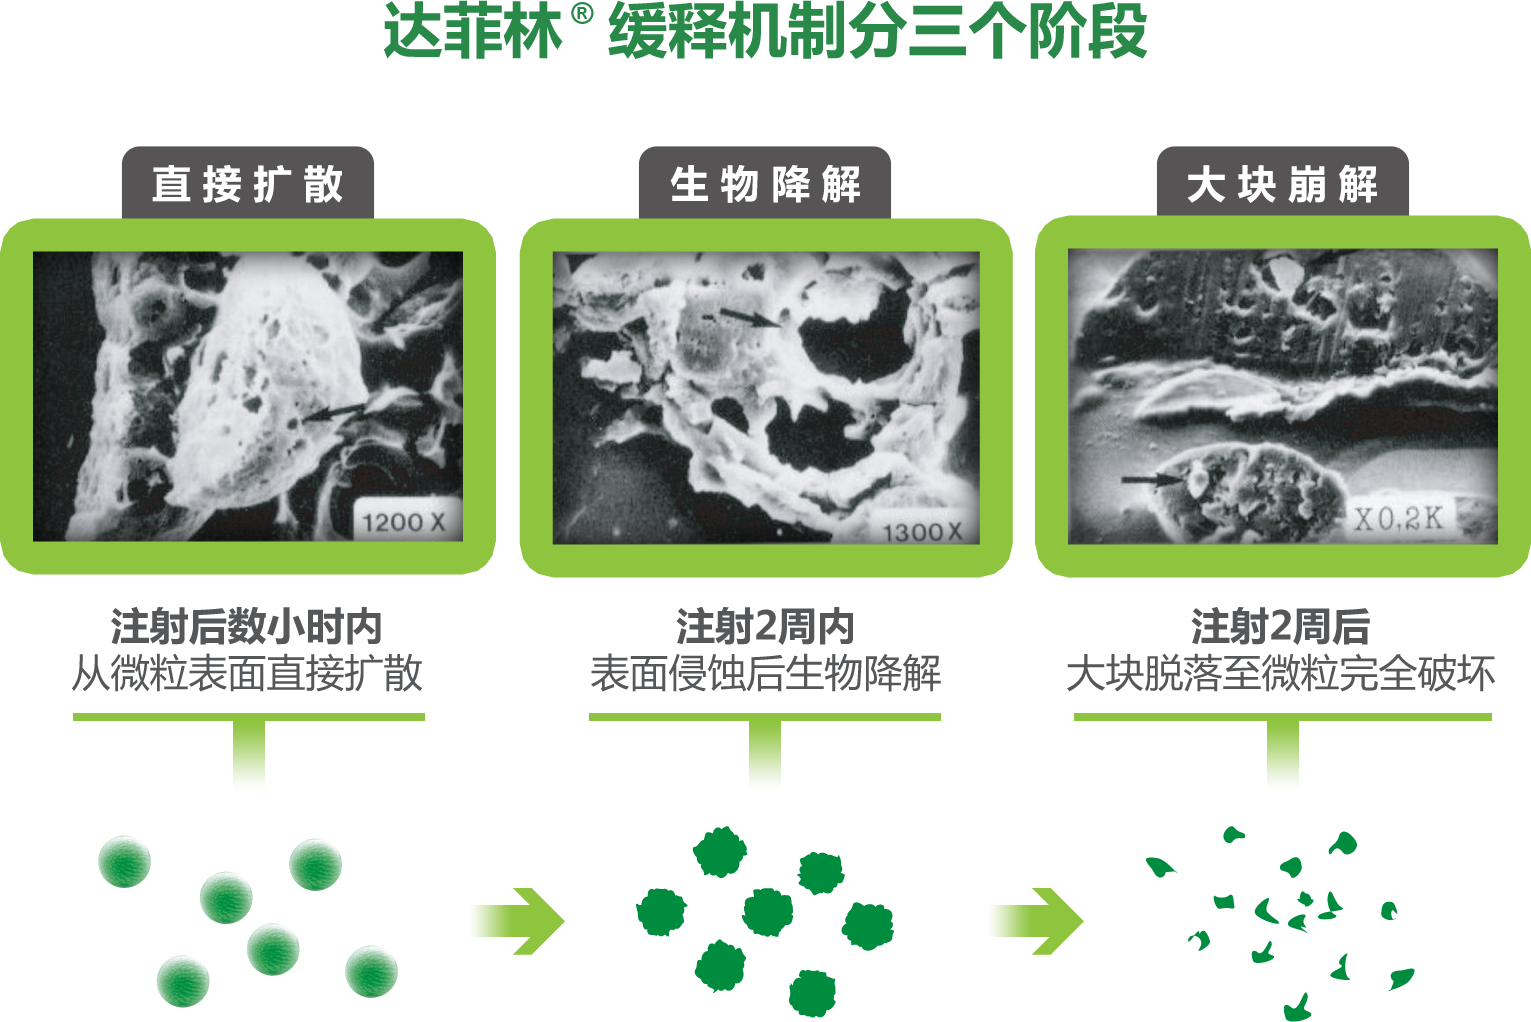 达菲林® 缓释机制分三个阶段
直接扩散
生物降解
大块崩解
1200 X
1300X
X0,2K
注射后数小时内
从微粒表面直接扩散
注射2周内
表面侵蚀后生物降解
注射2周后
大块脱落至微粒完全破坏